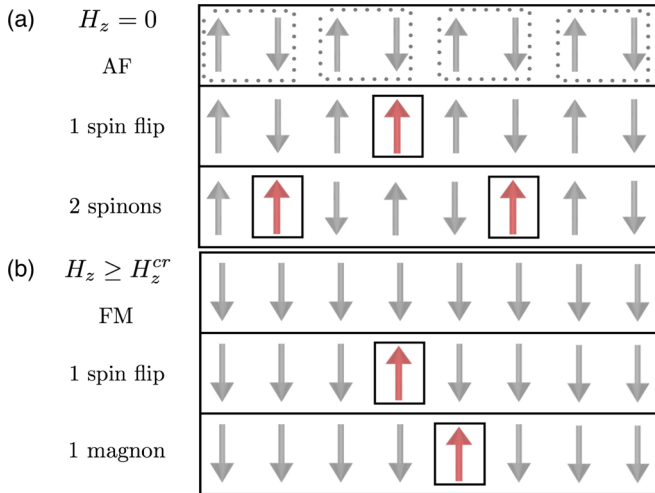 (a) H_z = 0
AF
1 spin flip
2 spinons
(b) H_z ≥ H_z^{cr}
FM
1 spin flip
1 magnon